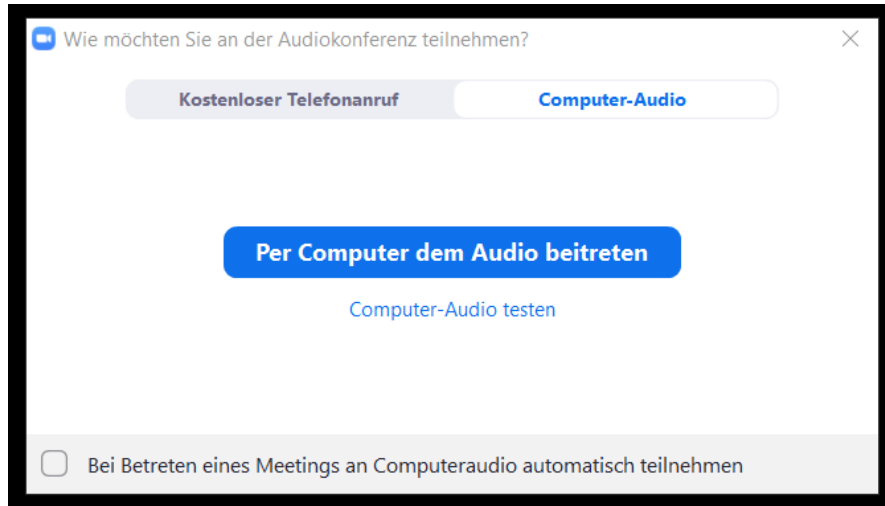 Wie möchten Sie an der Audiokonferenz teilnehmen?
Kostenloser Telefonanruf Computer-Audio
Per Computer dem Audio beitreten
Computer-Audio testen
Bei Betreten eines Meetings an Computeraudio automatisch teilnehmen